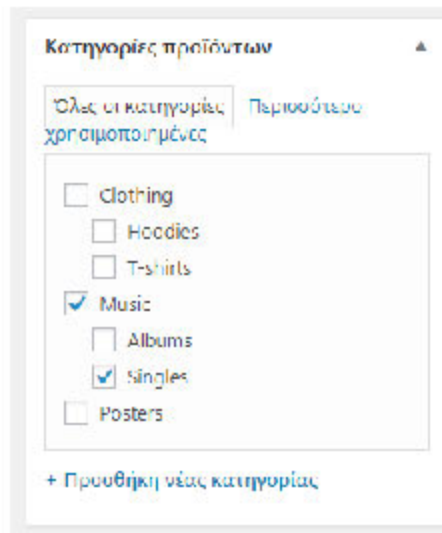 Κατηγορίες προϊόντων
Όλες οι κατηγορίες Περισσότερο
χρησιμοποιημένες
Clothing
Hoodies
T-shirts
Music
Albums
Singles
Posters
+ Προσθήκη νέας κατηγορίας